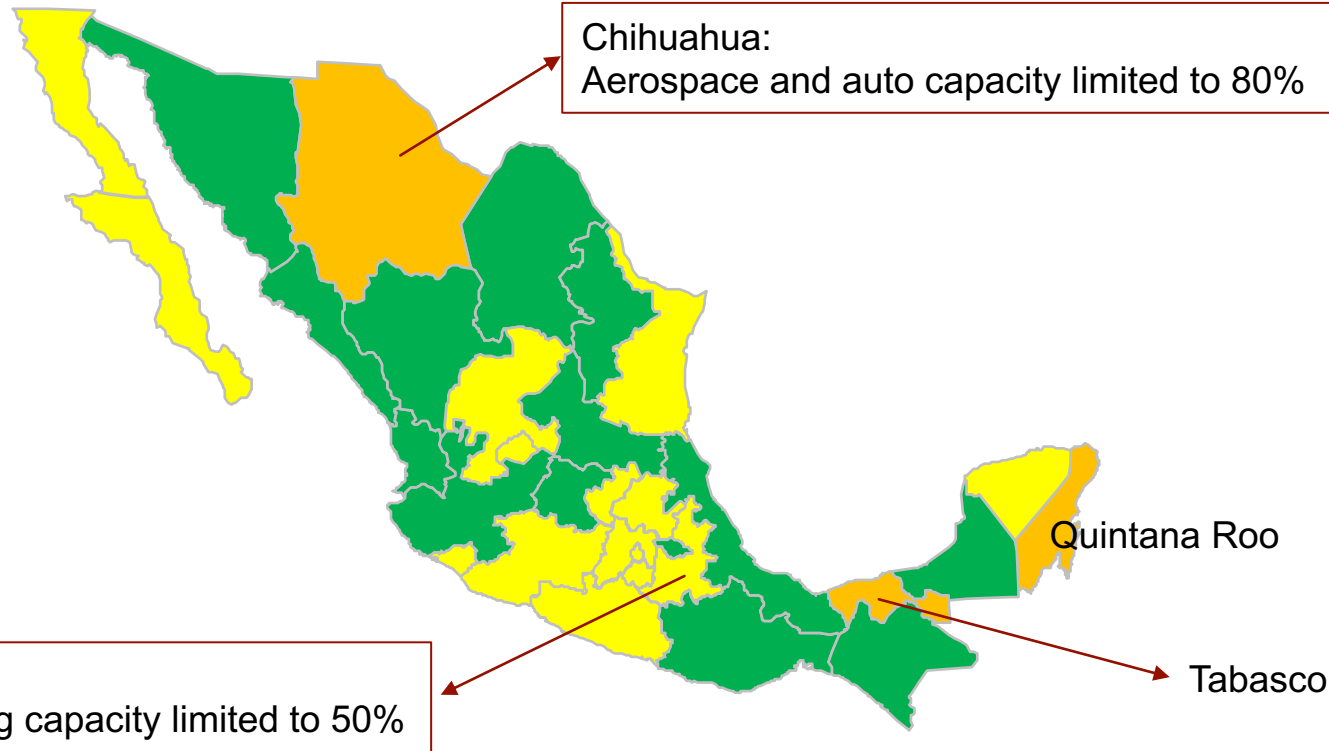 Chihuahua:
Aerospace and auto capacity limited to 80%
Quintana Roo
Tabasco
capacity limited to 50%